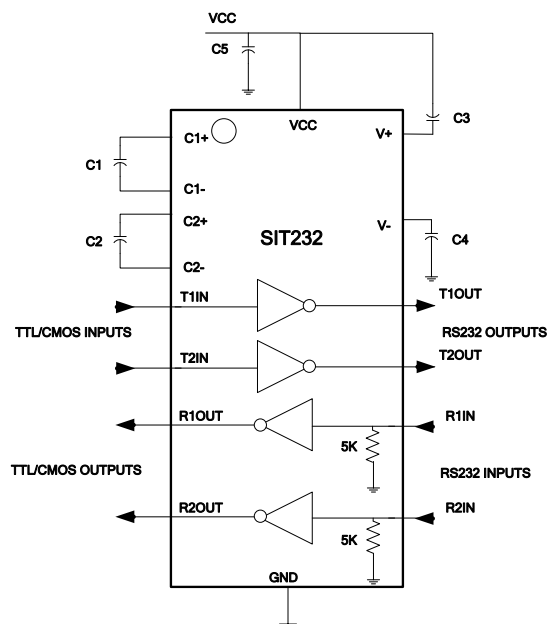 VCC
C5
VCC
C3
V+
C1+
C1
C1-
C2+
V-
SIT232
C2
C4
C2-
T1IN
T1OUT
TTL/CMOS INPUTS
RS232 OUTPUTS
T2IN
T2OUT
R1OUT
R1IN
5K
TTL/CMOS OUTPUTS
RS232 INPUTS
R2OUT
R2IN
5K
GND